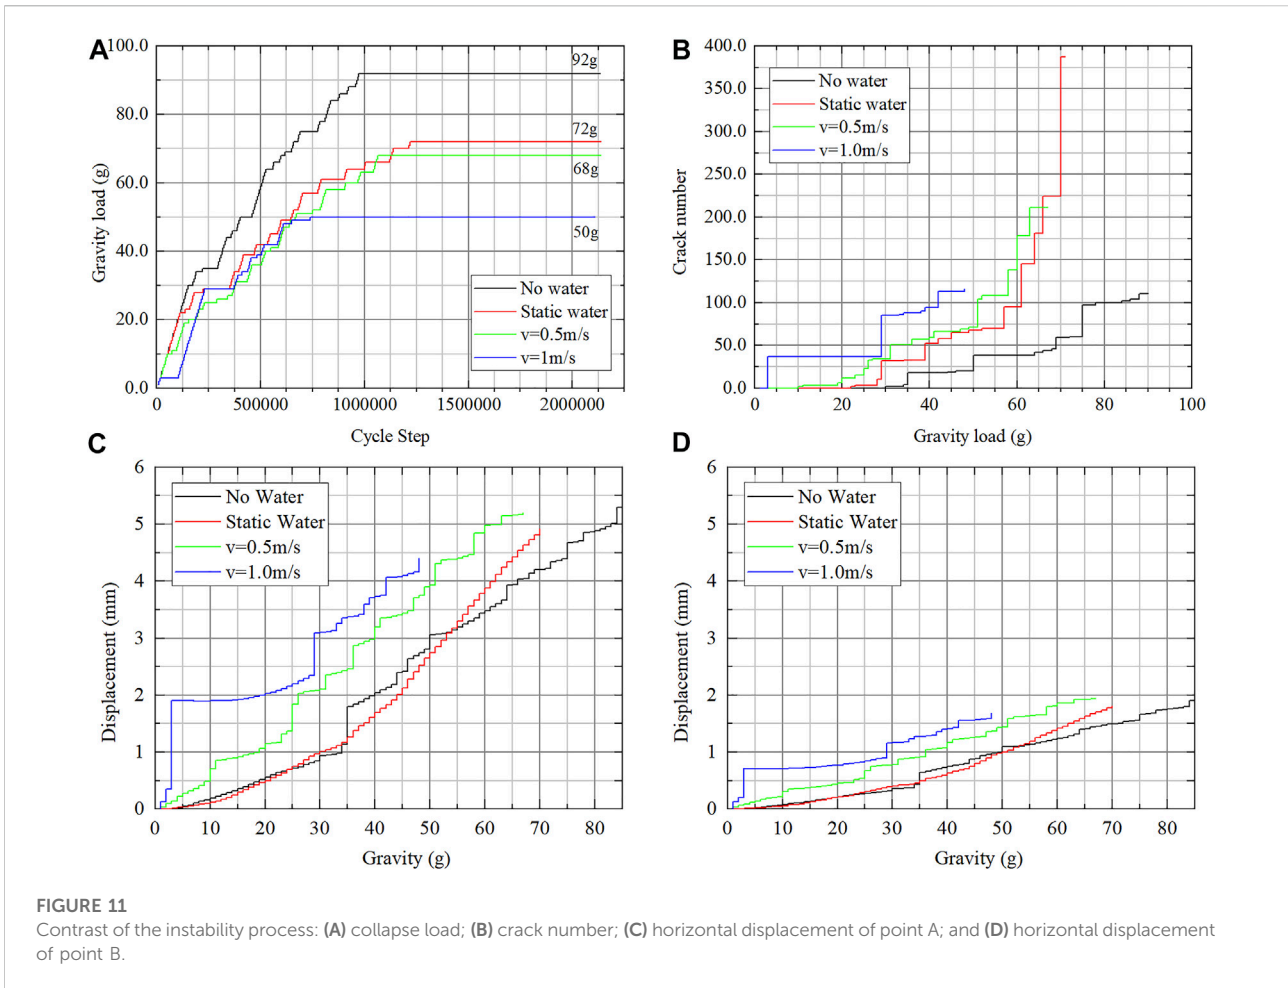 A
100.0
80.0
60.0
40.0
20.0
0.0
Gravity load (g)
92g
72g
68g
50g
No water
Static water
v=0.5m/s
v=1m/s
0
500000
1000000
1500000
2000000
Cycle Step
B
400.0
350.0
300.0
250.0
200.0
150.0
100.0
50.0
0.0
Crack number
No water
Static water
v=0.5m/s
v=1.0m/s
0
20
40
60
80
100
Gravity load (g)
C
6
5
4
3
2
1
0
Displacement (mm)
No Water
Static Water
v=0.5m/s
v=1.0m/s
0
10
20
30
40
50
60
70
80
Gravity (g)
D
6
5
4
3
2
1
0
Displacement (mm)
No Water
Static Water
v=0.5m/s
v=1.0m/s
0
10
20
30
40
50
60
70
80
Gravity (g)
FIGURE 11
Contrast of the instability process: (A) collapse load; (B) crack number; (C) horizontal displacement of point A; and (D) horizontal displacement
of point B.